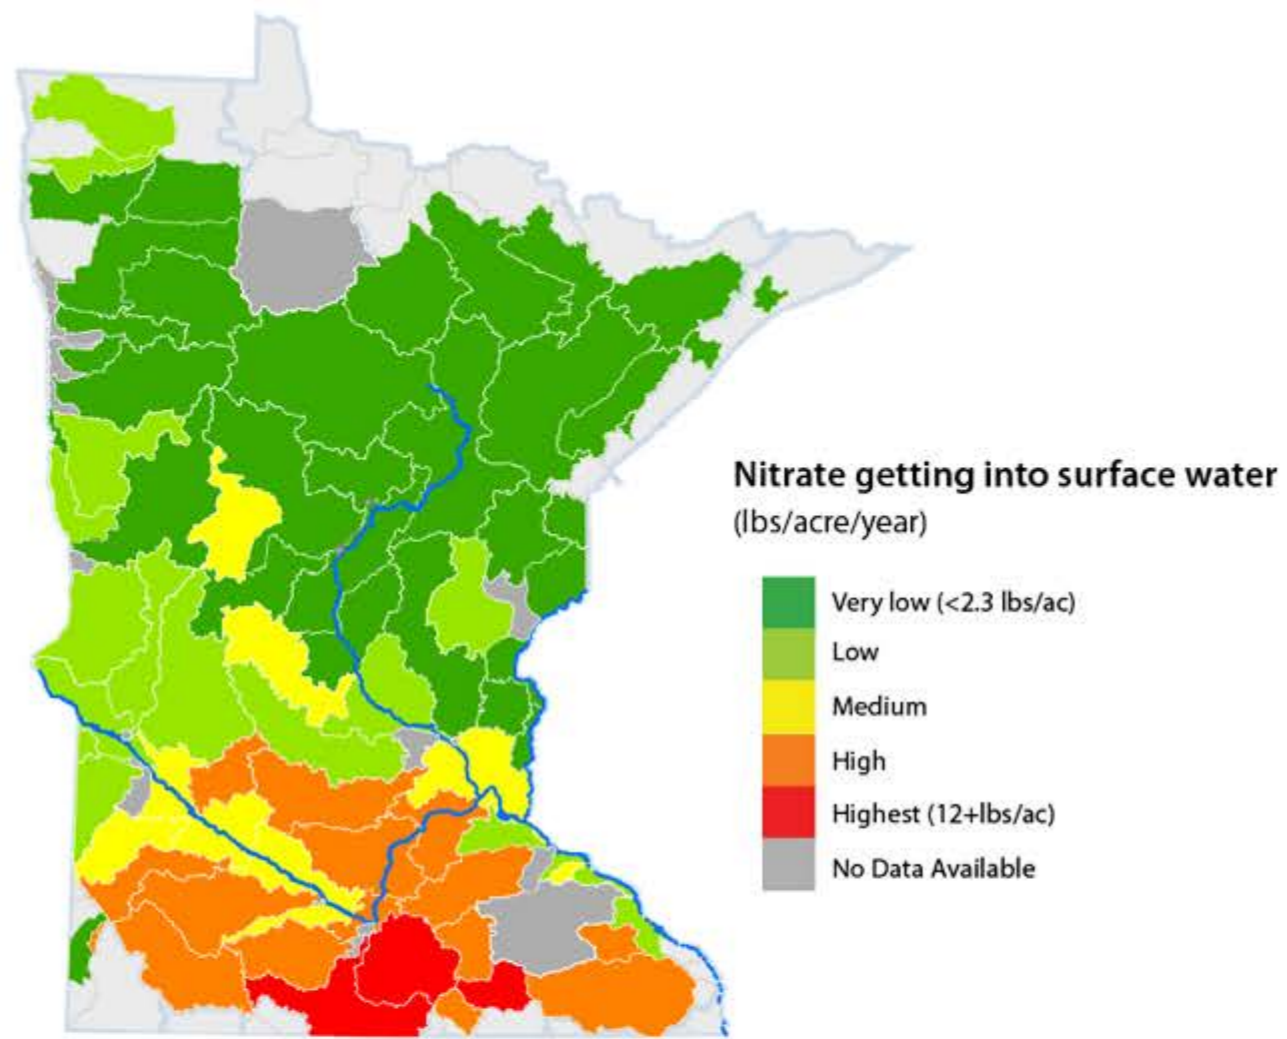 Nitrate getting into surface water
(lbs/acre/year)
Very low (<2.3 lbs/ac)
Low
Medium
High
Highest (12+lbs/ac)
No Data Available